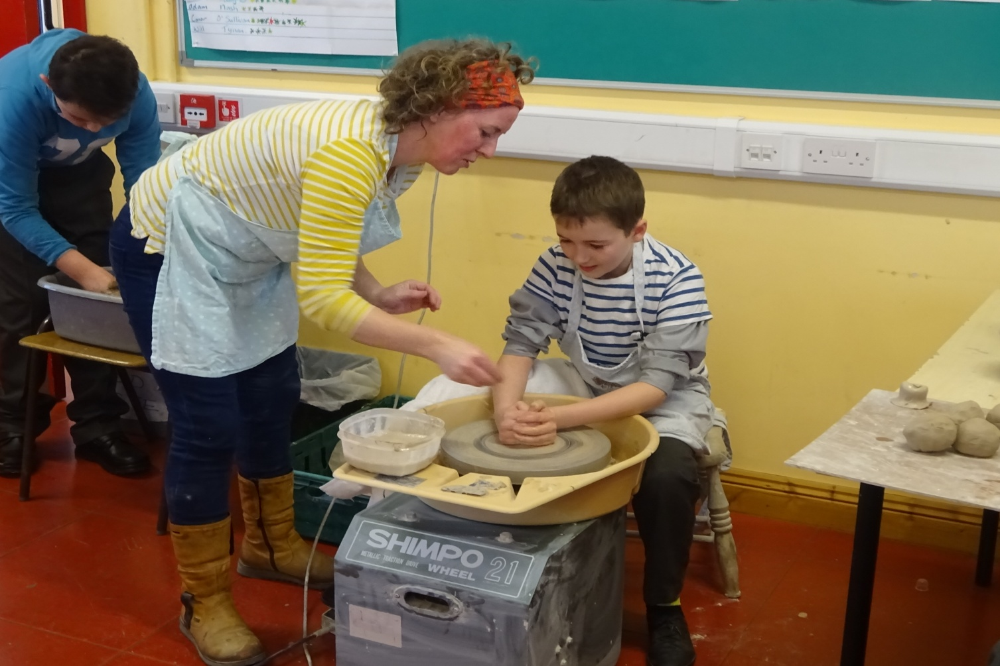 Adam Nash
Conor O'Sullivan
Will Tynan
SHIMPO
METALLIC TRACTION DRIVE
WHEEL 21